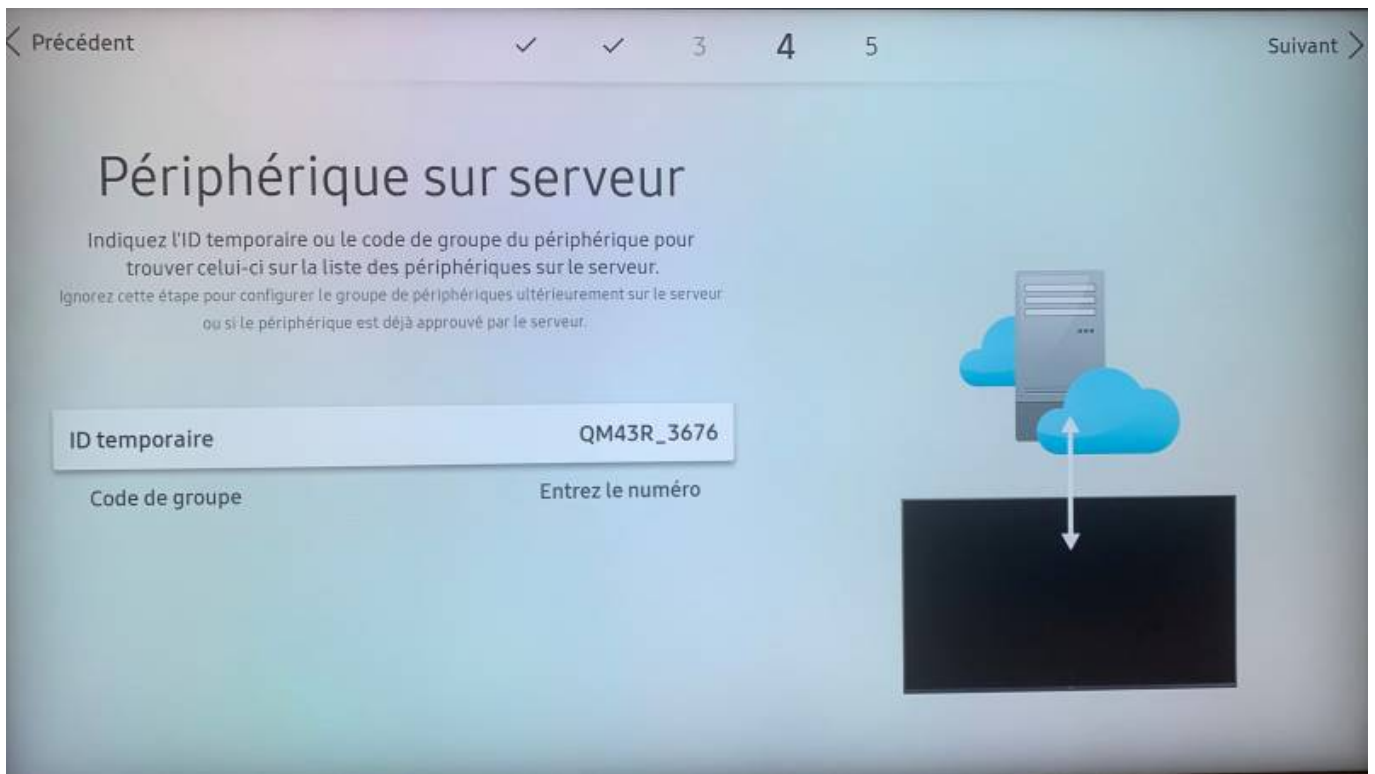 Précédent
3 4 5
Suivant
Périphérique sur serveur
Indiquez l'ID temporaire ou le code de groupe du périphérique pour
trouver celui-ci sur la liste des périphériques sur le serveur.
Ignorez cette étape pour configurer le groupe de périphériques ultérieurement sur le serveur
ou si le périphérique est déjà approuvé par le serveur.
ID temporaire QM43R_3676
Code de groupe Entrez le numéro